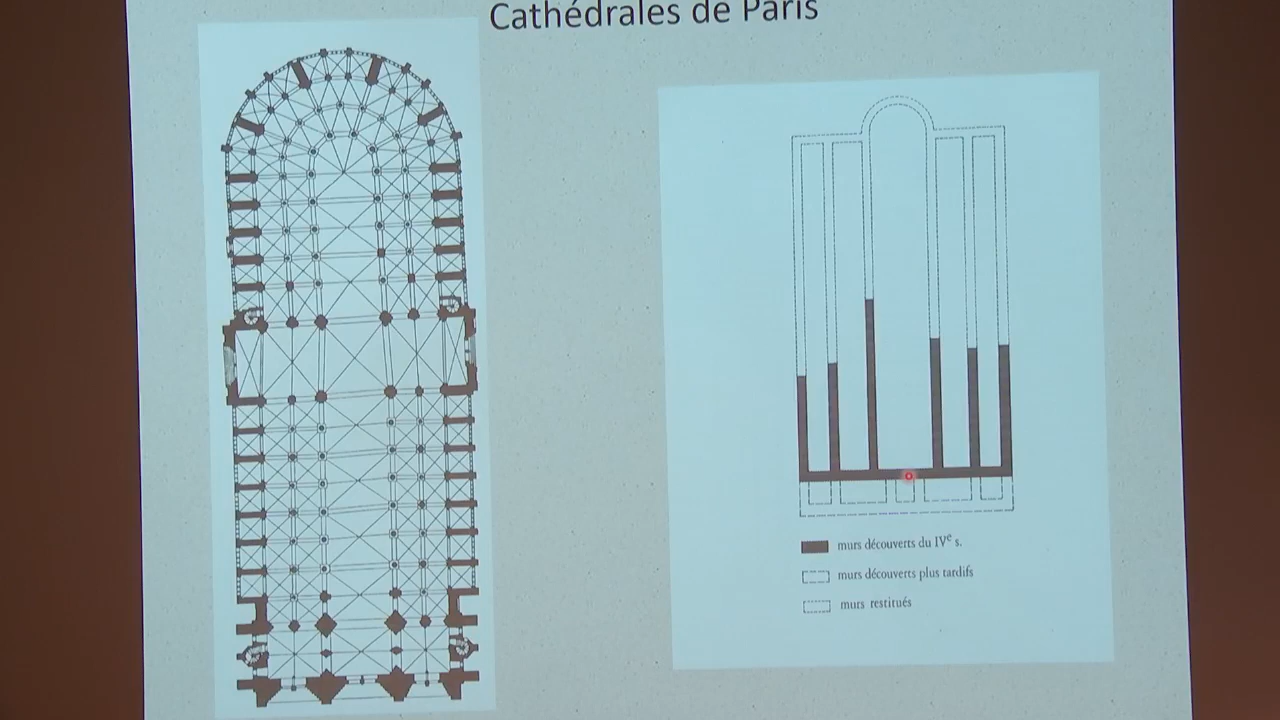 Cathédrales de Paris
murs découverts du IVe s.
murs découverts plus tardifs
murs restitués